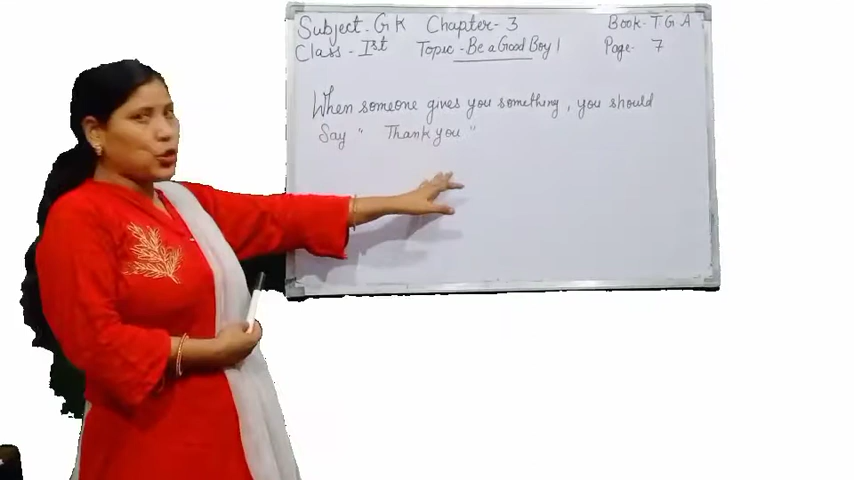 Subject - G K Chapter - 3 Book - T G A
Class - Ist Topic - Be a Good Boy ! Page - 7
When someone gives you something, you should
Say " Thank you "